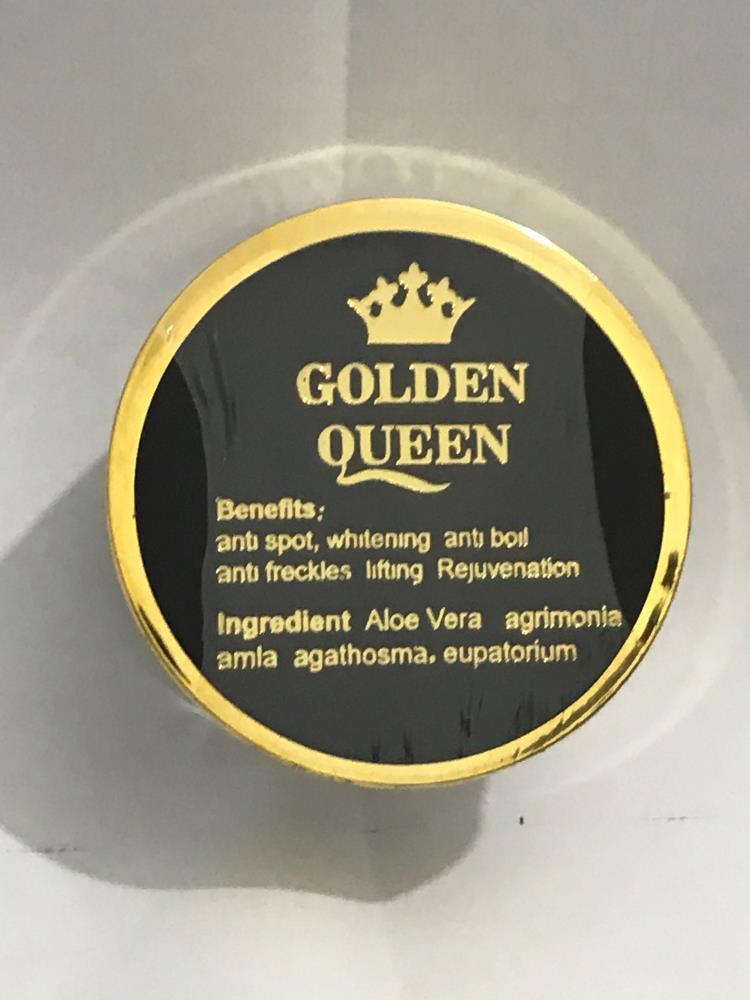 GOLDEN
QUEEN
Benefits:
anti spot, whitening anti boil
anti freckles lifting Rejuvenation
Ingredient Aloe Vera agrimonia
amla agathosma, eupatorium